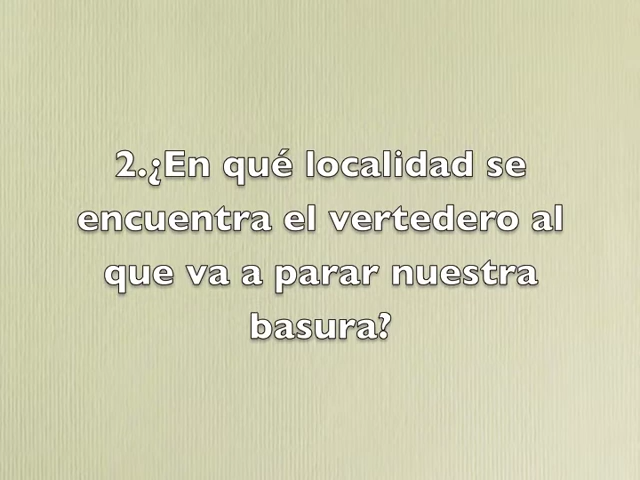 2.¿En qué localidad se
encuentra el vertedero al
que va a parar nuestra
basura?